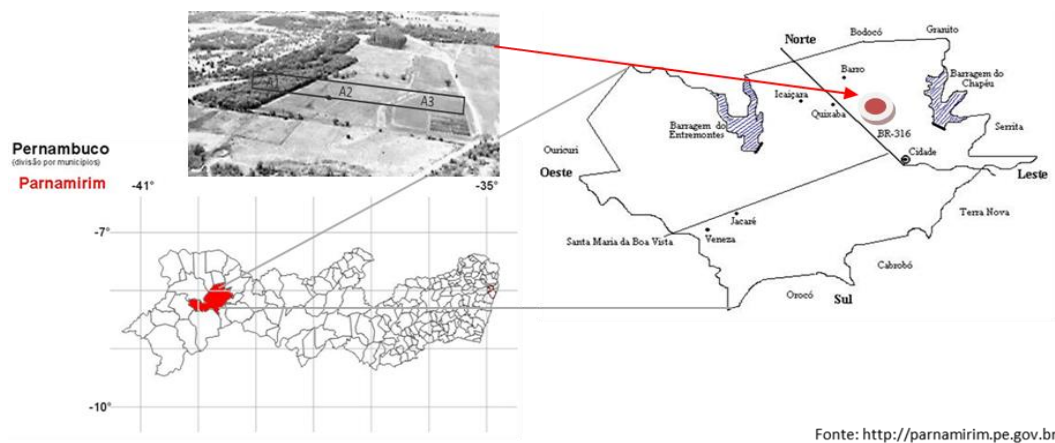 A1
A2
A3
Pernambuco
(divisão por municípios)
Parnamirim
-41°
-35°
-7°
-10°
Norte
Bodocó
Granito
Barragem do
Chapéu
Barro
Icaiçara
Quixaba
Barragem do
Entremontes
BR-316
Serrita
Cidade
Ouricuri
Oeste
Leste
Terra Nova
Jacaré
Santa Maria da Boa Vista
Veneza
Cabrobó
Orocó
Sul
Fonte: http://parnamirim.pe.gov.br